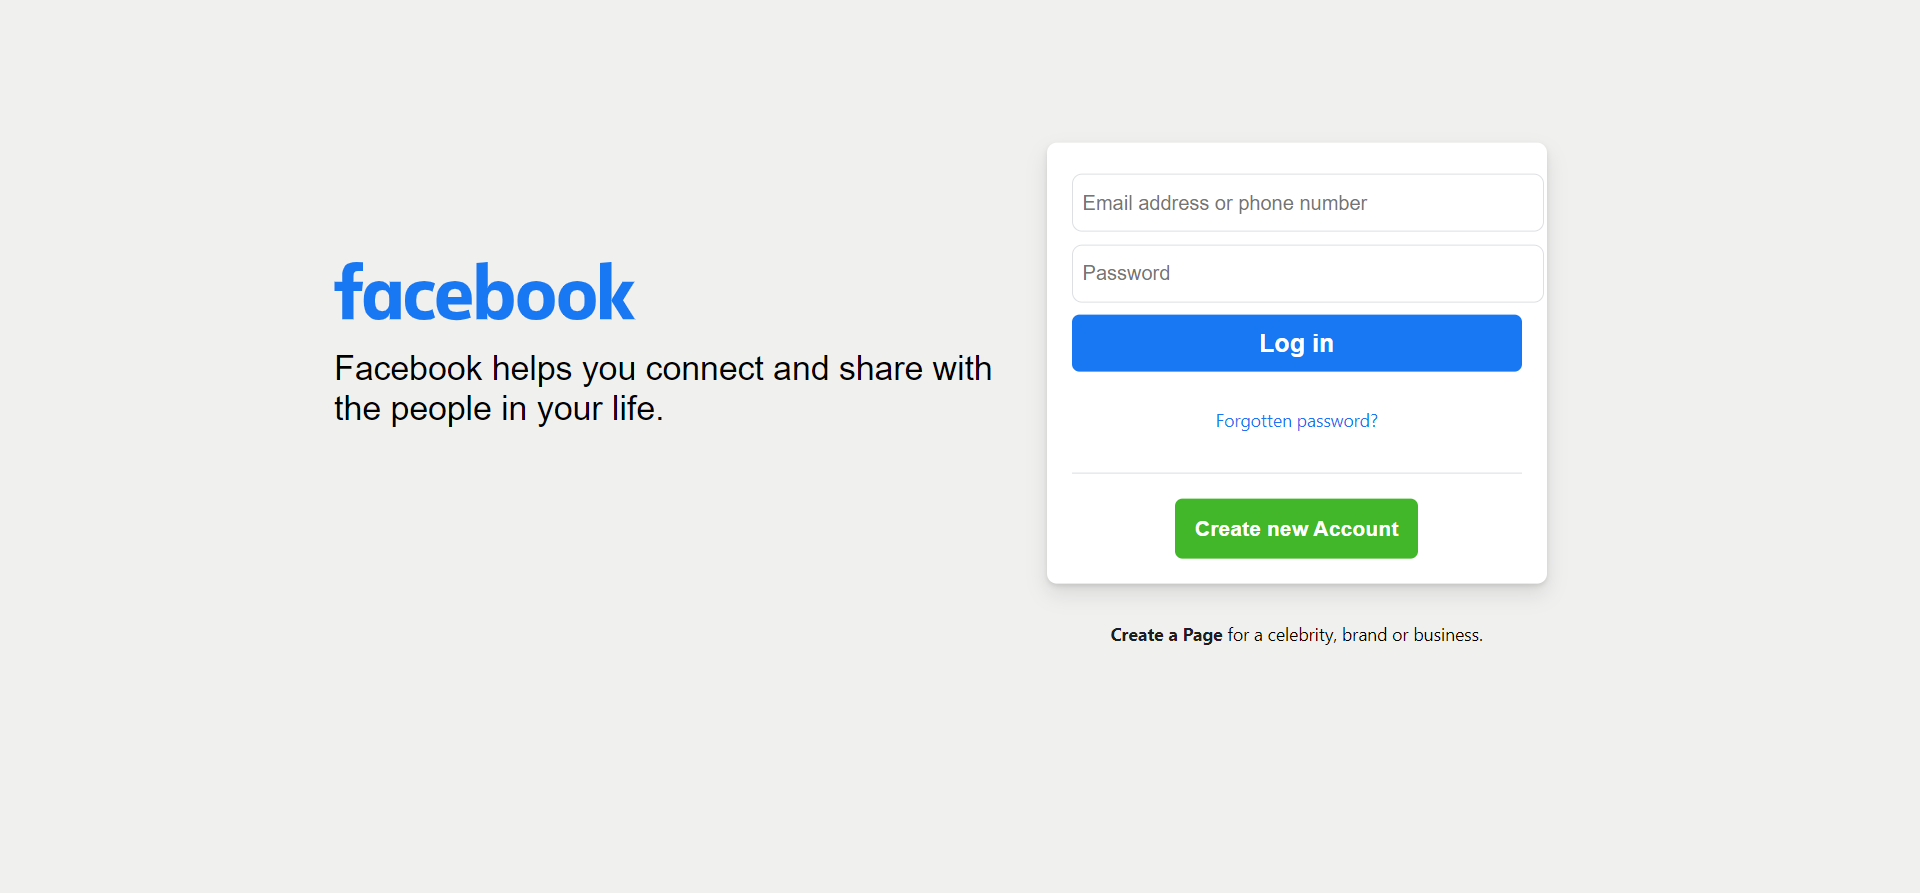 facebook
Facebook helps you connect and share with
the people in your life.
Email address or phone number
Password
Log in
Forgotten password?
Create new Account
Create a Page for a celebrity, brand or business.